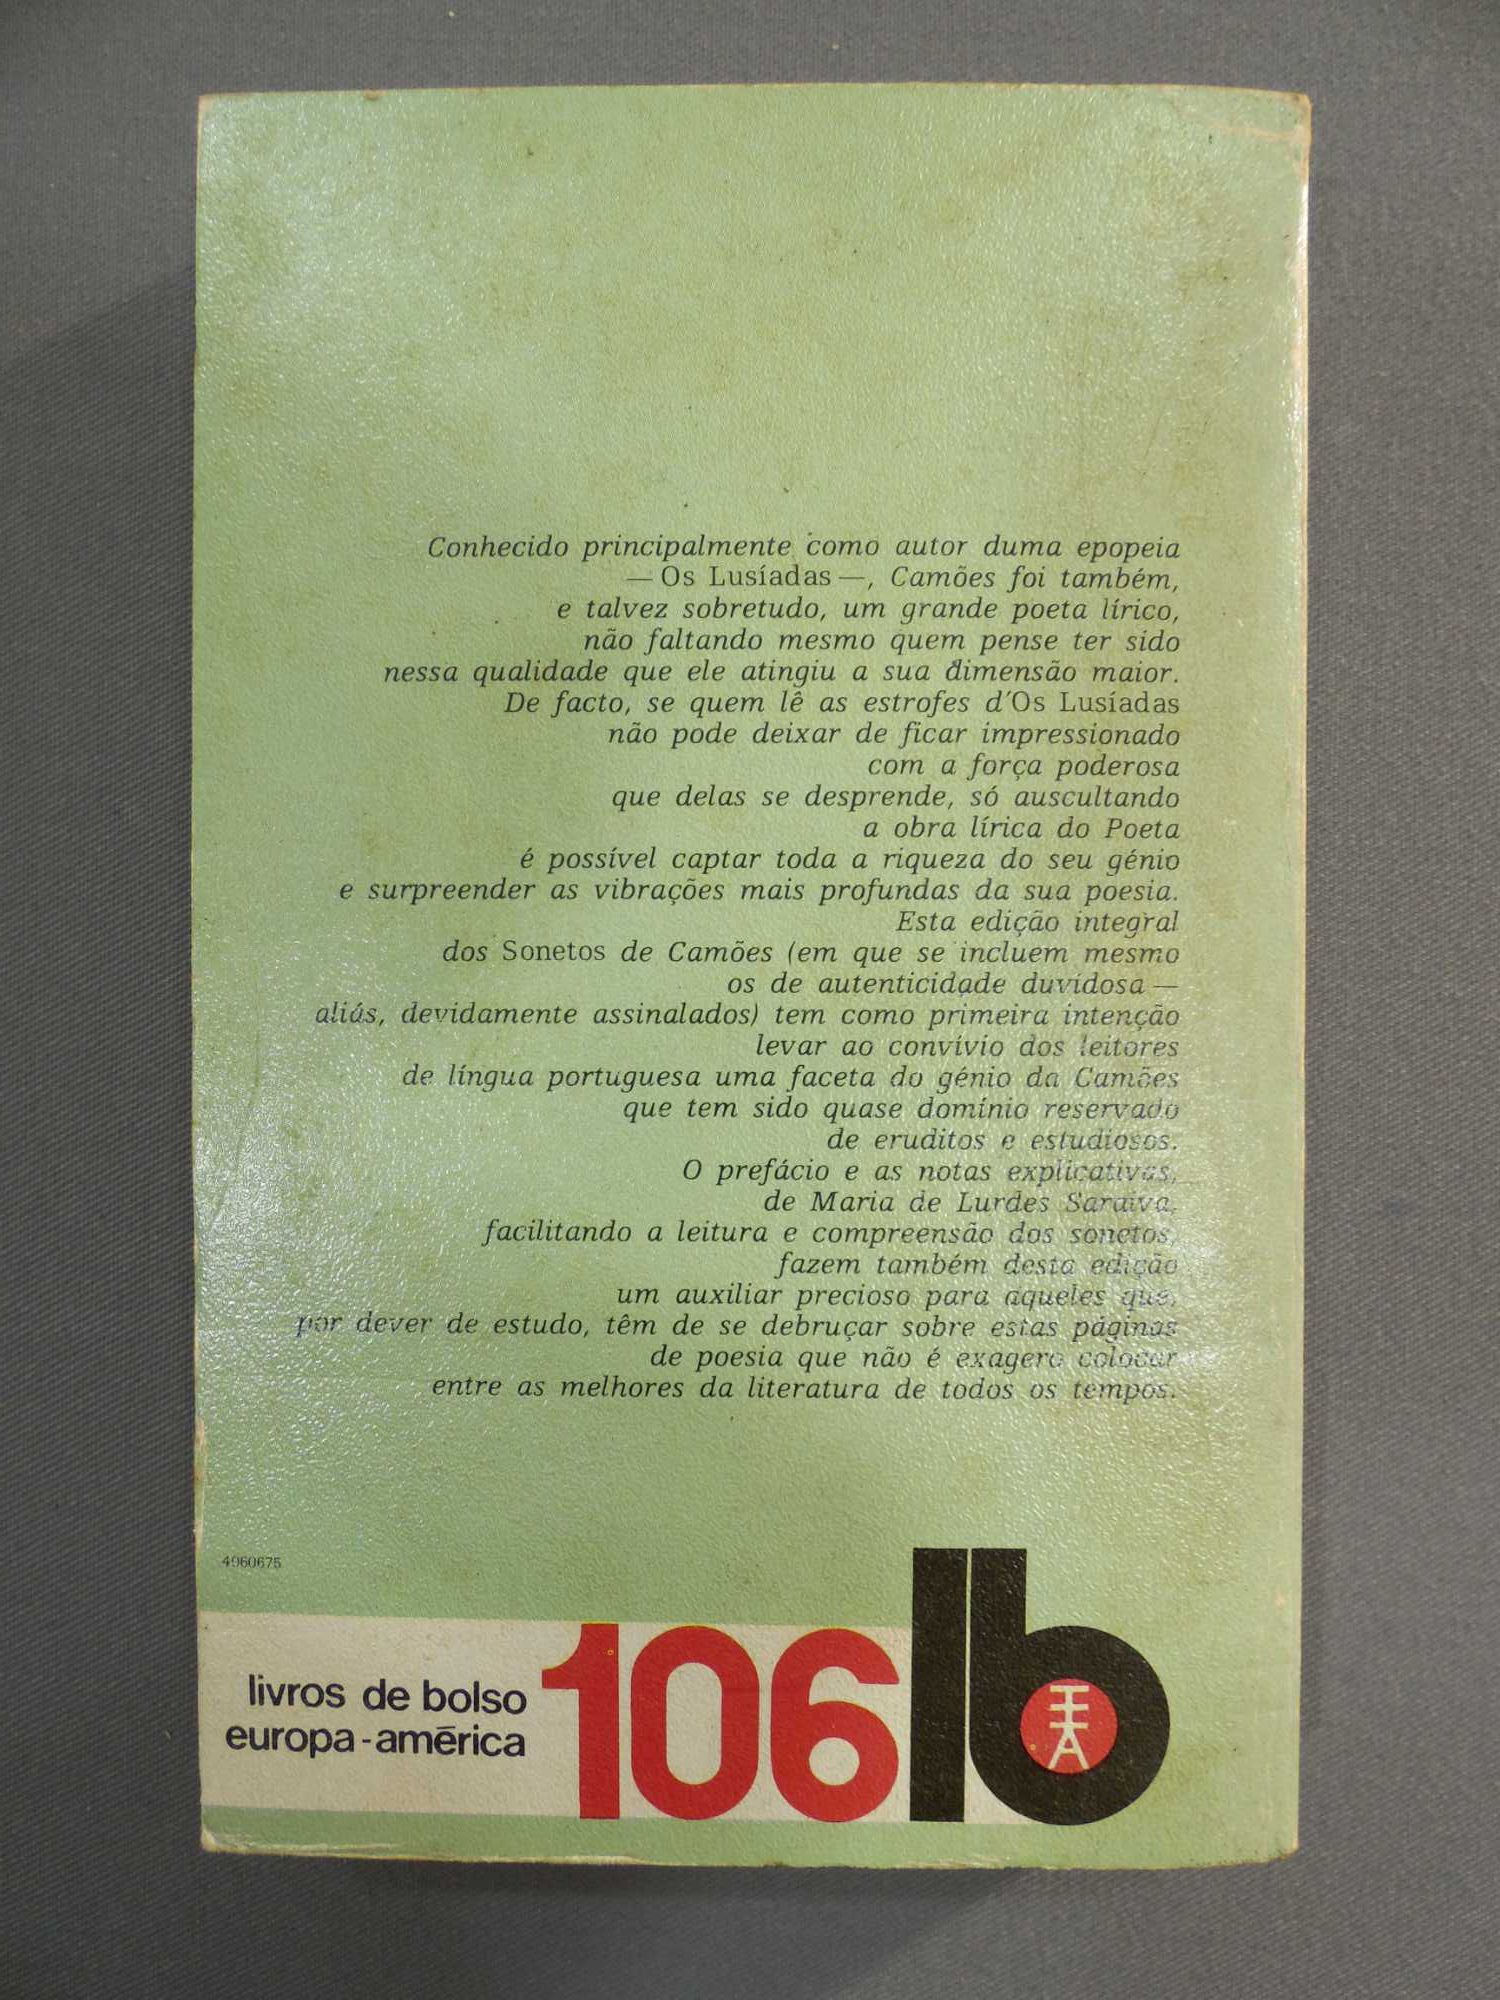 Conhecido principalmente como autor duma epopeia
— Os Lusíadas —, Camões foi também,
e talvez sobretudo, um grande poeta lírico,
não faltando mesmo quem pense ter sido
nessa qualidade que ele atingiu a sua dimensão maior.
De facto, se quem lê as estrofes d'Os Lusíadas
não pode deixar de ficar impressionado
com a força poderosa
que delas se desprende, só auscultando
a obra lírica do Poeta
é possível captar toda a riqueza do seu génio
e surpreender as vibrações mais profundas da sua poesia.
Esta edição integral
dos Sonetos de Camões (em que se incluem mesmo
os de autenticidade duvidosa —
aliás, devidamente assinalados) tem como primeira intenção
levar ao convívio dos leitores
de língua portuguesa uma faceta do génio da Camões
que tem sido quase domínio reservado
de eruditos e estudiosos.
O prefácio e as notas explicativas,
de Maria de Lurdes Saraiva,
facilitando a leitura e compreensão dos sonetos,
fazem também desta edição
um auxiliar precioso para aqueles que,
por dever de estudo, têm de se debruçar sobre estas páginas
de poesia que não é exagero colocar
entre as melhores da literatura de todos os tempos.
4960675
livros de bolso
europa-américa
106
lb
EA